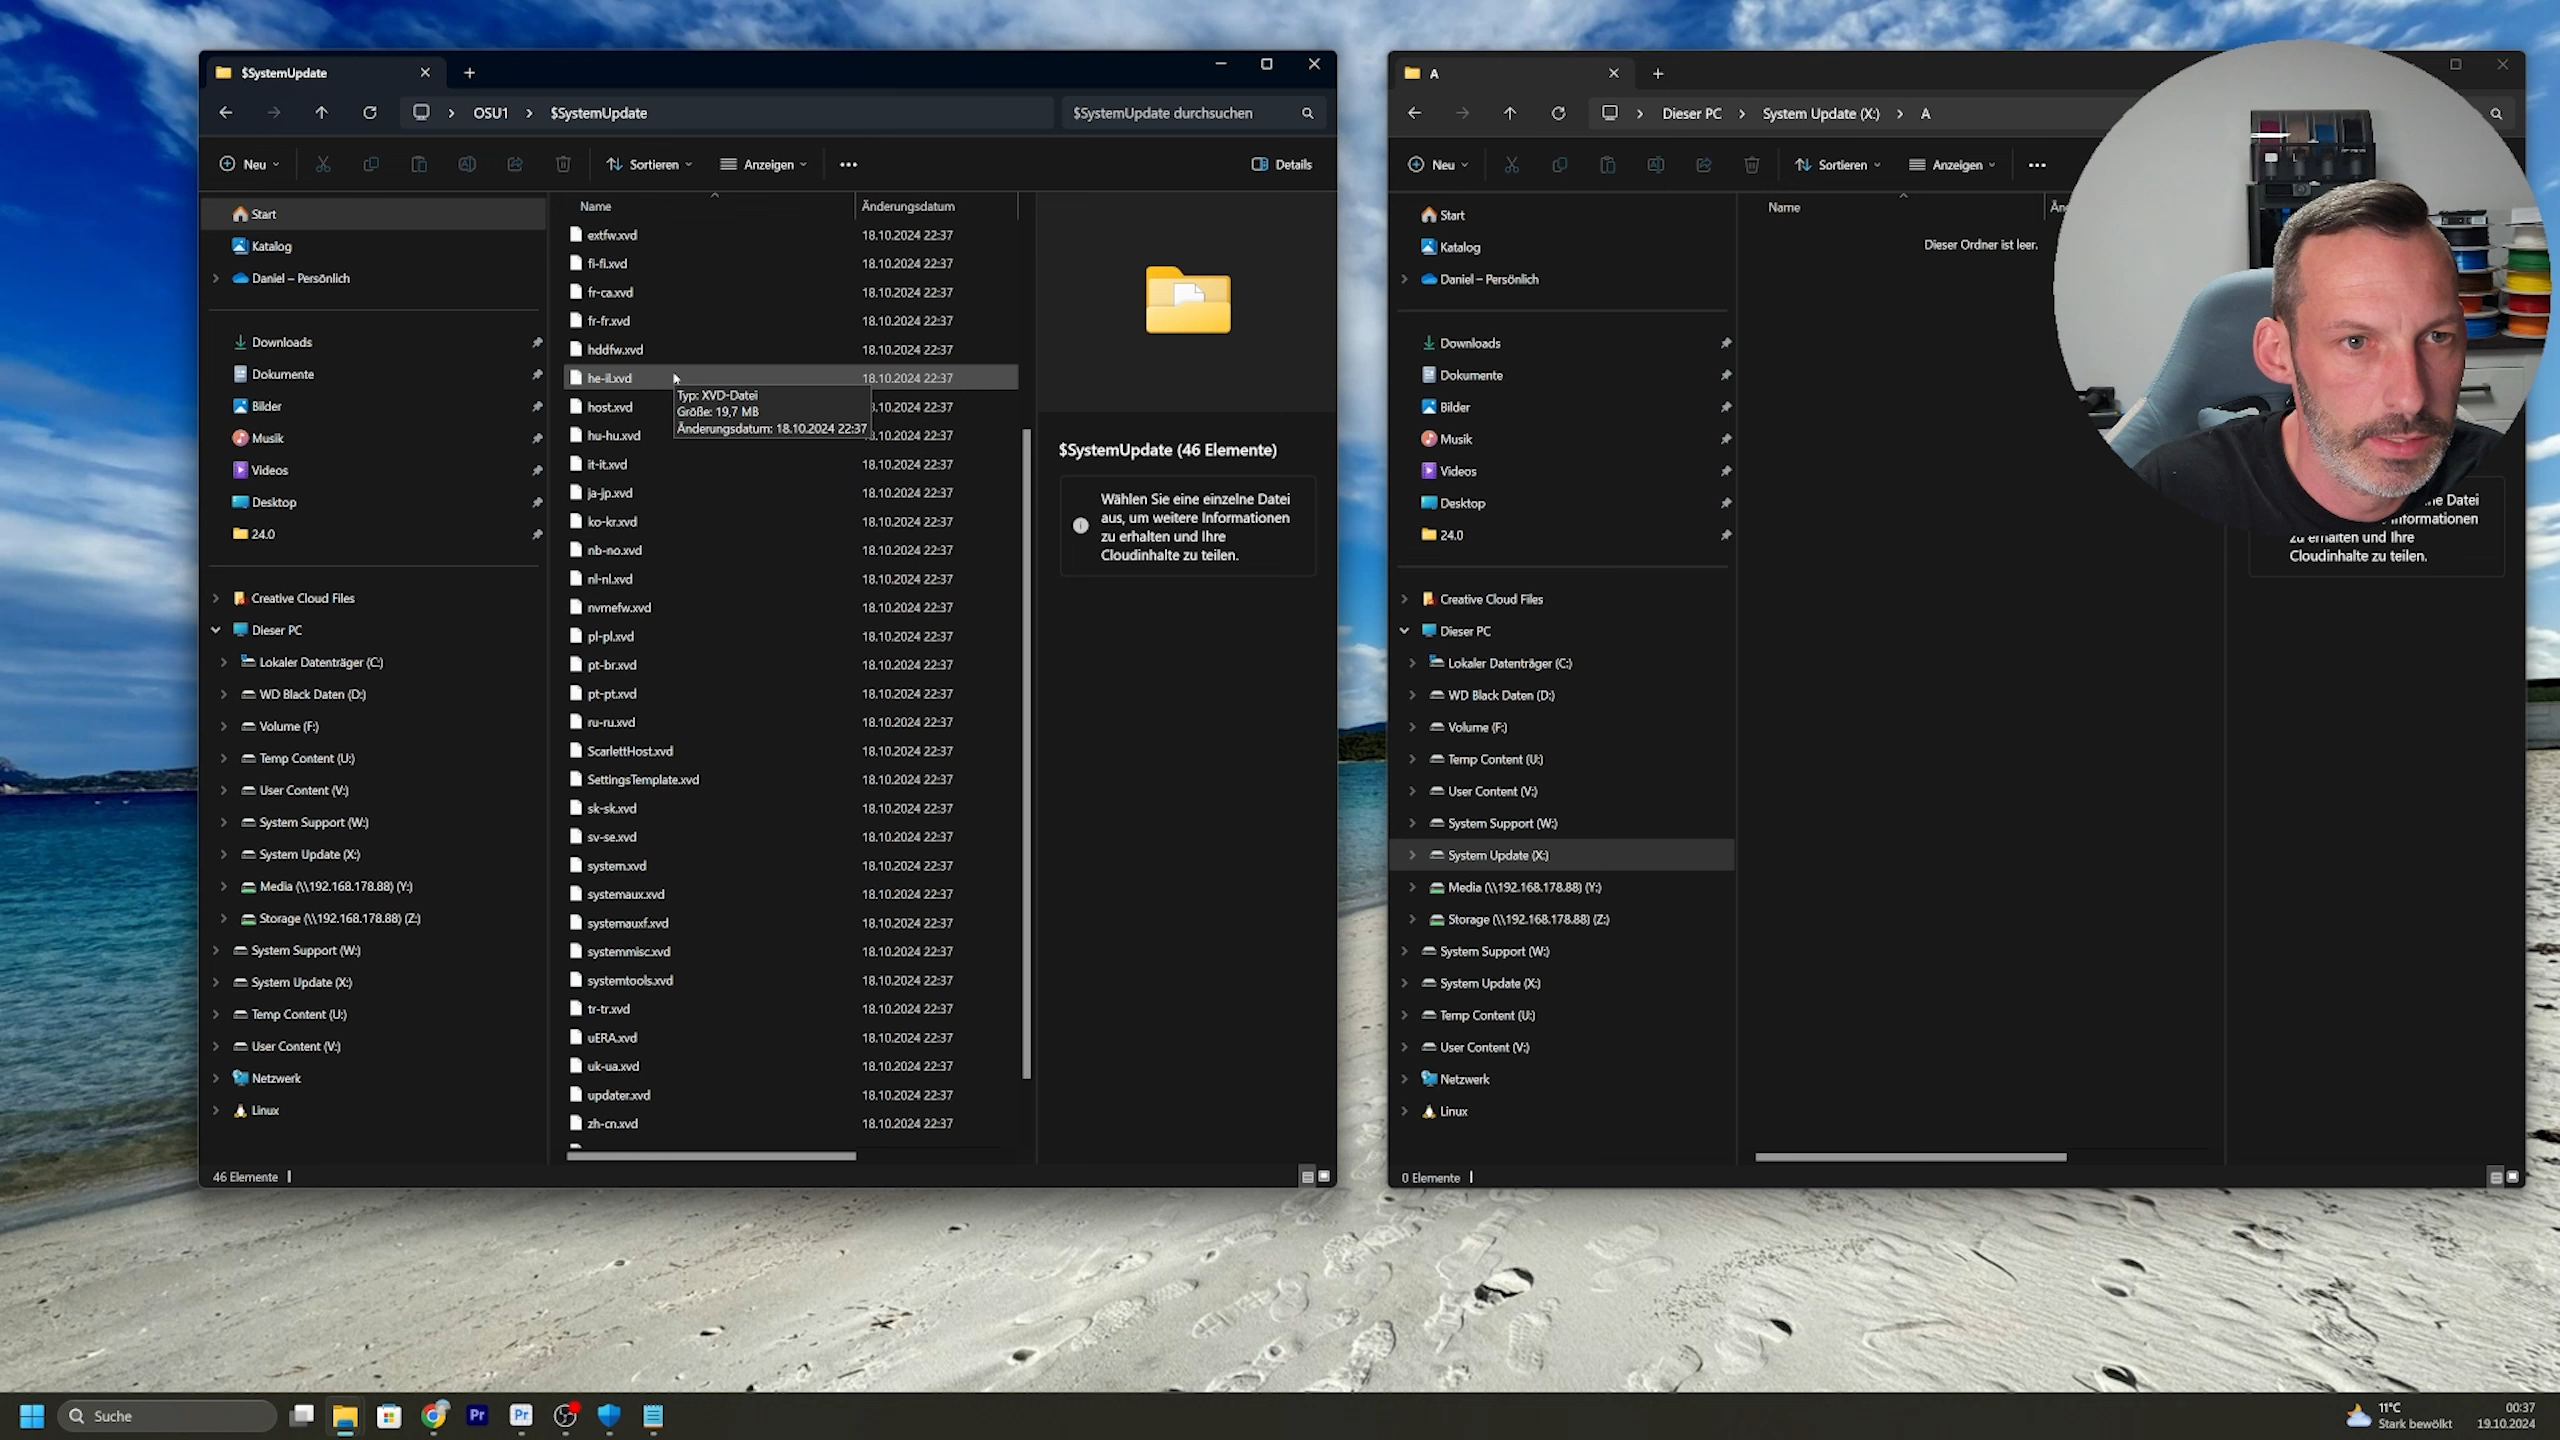 $SystemUpdate
OSU1
$SystemUpdate
$SystemUpdate durchsuchen
Neu
Sortieren
Anzeigen
Details
Start
Katalog
Daniel – Persönlich
Downloads
Dokumente
Bilder
Musik
Videos
Desktop
24.0
Creative Cloud Files
Dieser PC
Lokaler Datenträger (C:)
WD Black Daten (D:)
Volume (F:)
Temp Content (U:)
User Content (V:)
System Support (W:)
System Update (X:)
Media (\\192.168.178.88) (Y:)
Storage (\\192.168.178.88) (Z:)
System Support (W:)
System Update (X:)
Temp Content (U:)
User Content (V:)
Netzwerk
Linux
Name Änderungsdatum
extfw.xvd 18.10.2024 22:37
fi-fi.xvd 18.10.2024 22:37
fr-ca.xvd 18.10.2024 22:37
fr-fr.xvd 18.10.2024 22:37
hddfw.xvd 18.10.2024 22:37
he-il.xvd 18.10.2024 22:37
Typ: XVD-Datei
Größe: 19,7 MB
Änderungsdatum: 18.10.2024 22:37
host.xvd .10.2024 22:37
hu-hu.xvd .10.2024 22:37
it-it.xvd 18.10.2024 22:37
ja-jp.xvd 18.10.2024 22:37
ko-kr.xvd 18.10.2024 22:37
nb-no.xvd 18.10.2024 22:37
nl-nl.xvd 18.10.2024 22:37
nvmefw.xvd 18.10.2024 22:37
pl-pl.xvd 18.10.2024 22:37
pt-br.xvd 18.10.2024 22:37
pt-pt.xvd 18.10.2024 22:37
ru-ru.xvd 18.10.2024 22:37
ScarlettHost.xvd 18.10.2024 22:37
SettingsTemplate.xvd 18.10.2024 22:37
sk-sk.xvd 18.10.2024 22:37
sv-se.xvd 18.10.2024 22:37
system.xvd 18.10.2024 22:37
systemaux.xvd 18.10.2024 22:37
systemauxf.xvd 18.10.2024 22:37
systemmisc.xvd 18.10.2024 22:37
systemtools.xvd 18.10.2024 22:37
tr-tr.xvd 18.10.2024 22:37
uERA.xvd 18.10.2024 22:37
uk-ua.xvd 18.10.2024 22:37
updater.xvd 18.10.2024 22:37
zh-cn.xvd 18.10.2024 22:37
$SystemUpdate (46 Elemente)
Wählen Sie eine einzelne Datei
aus, um weitere Informationen
zu erhalten und Ihre
Cloudinhalte zu teilen.
46 Elemente
A
Dieser PC
System Update (X:)
A
Neu
Sortieren
Anzeigen
Start
Katalog
Daniel – Persönlich
Downloads
Dokumente
Bilder
Musik
Videos
Desktop
24.0
Creative Cloud Files
Dieser PC
Lokaler Datenträger (C:)
WD Black Daten (D:)
Volume (F:)
Temp Content (U:)
User Content (V:)
System Support (W:)
System Update (X:)
Media (\\192.168.178.88) (Y:)
Storage (\\192.168.178.88) (Z:)
System Support (W:)
System Update (X:)
Temp Content (U:)
User Content (V:)
Netzwerk
Linux
Name
Dieser Ordner ist leer.
Datei
Informationen
zu erhalten und Ihre
Cloudinhalte zu teilen.
0 Elemente
Suche
11°C
Stark bewölkt
00:37
19.10.2024